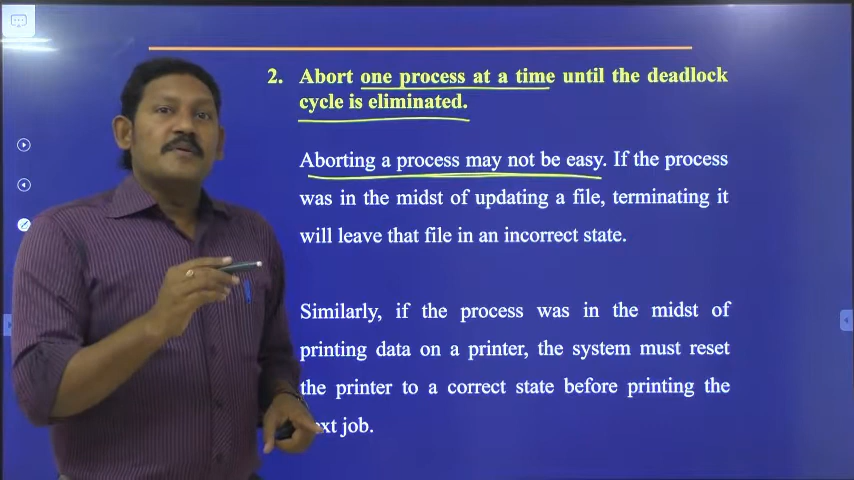 2. Abort one process at a time until the deadlock
cycle is eliminated.
Aborting a process may not be easy. If the process
was in the midst of updating a file, terminating it
will leave that file in an incorrect state.
Similarly, if the process was in the midst of
printing data on a printer, the system must reset
the printer to a correct state before printing the
job.